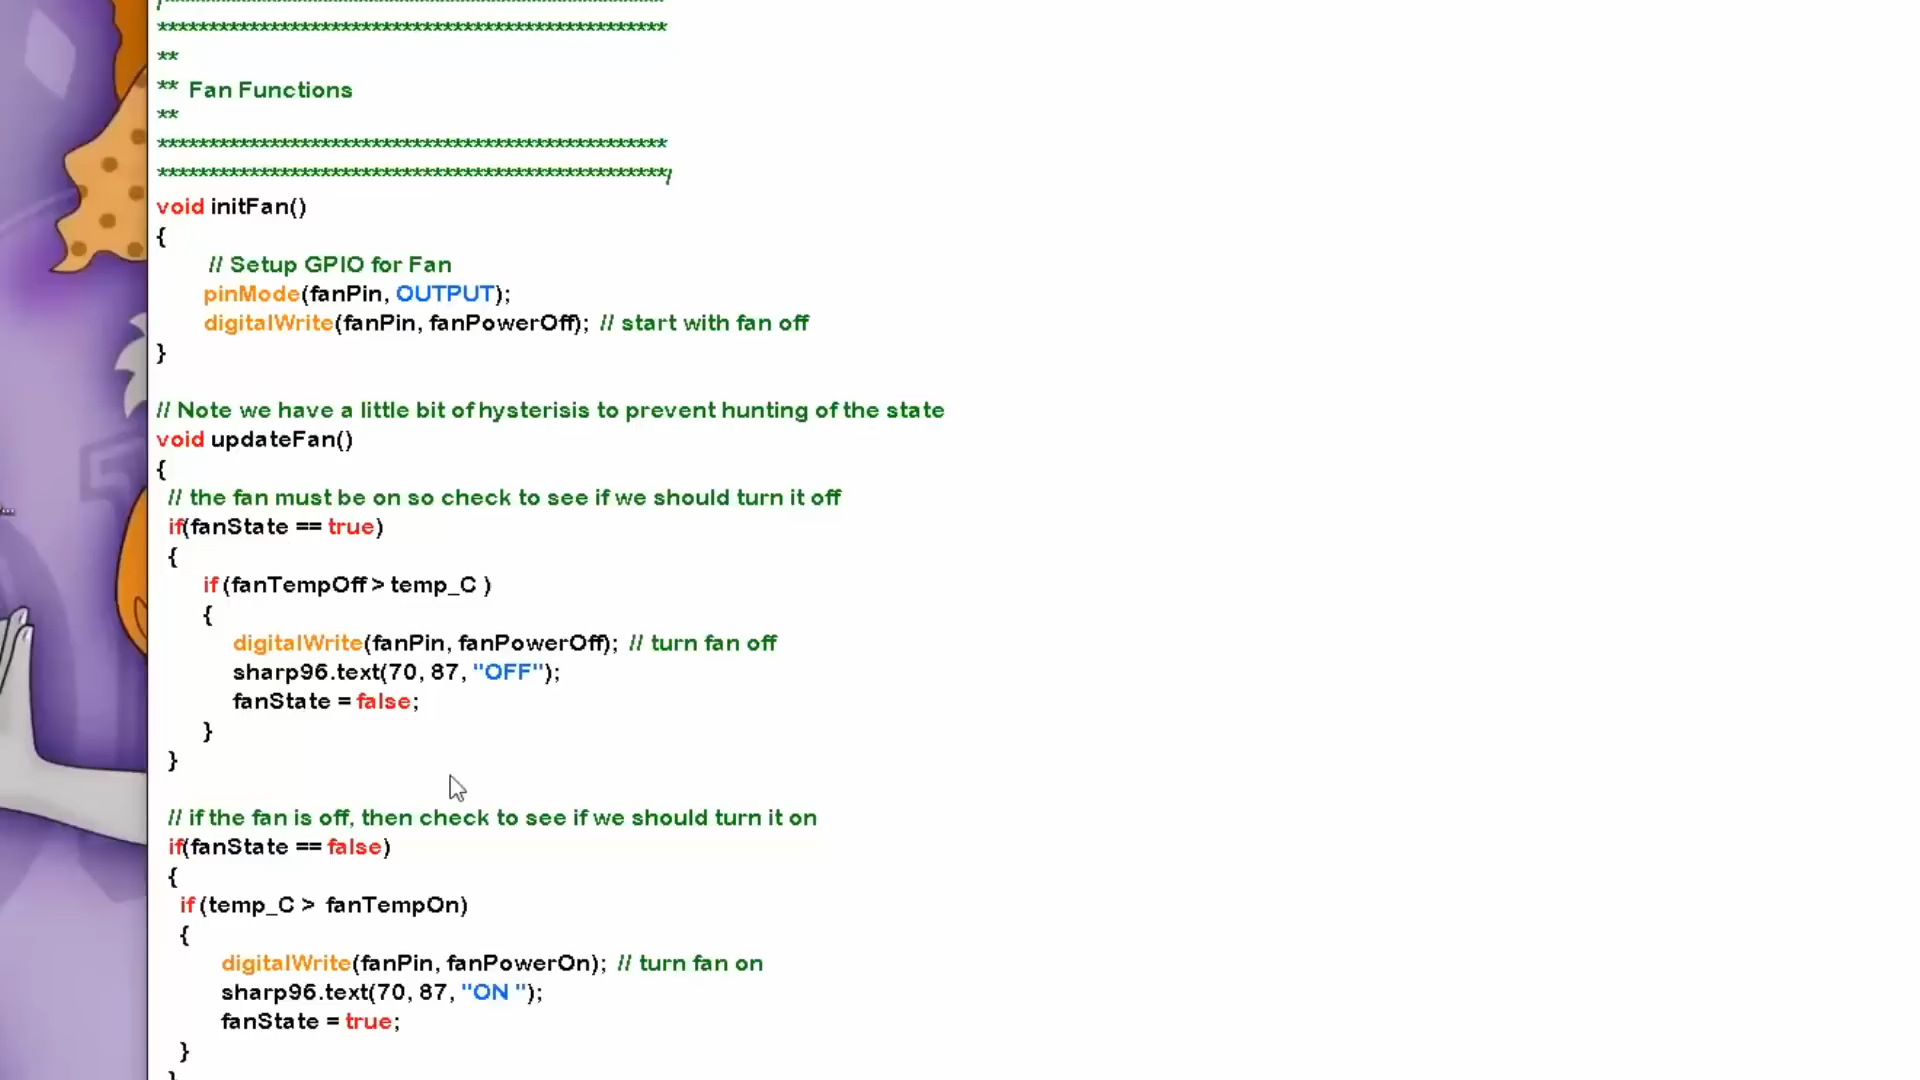 /*************************************************
**************************************************
**
** Fan Functions
**
**************************************************
**************************************************/
void initFan()
{
// Setup GPIO for Fan
pinMode(fanPin, OUTPUT);
digitalWrite(fanPin, fanPowerOff); // start with fan off
}
// Note we have a little bit of hysterisis to prevent hunting of the state
void updateFan()
{
// the fan must be on so check to see if we should turn it off
if(fanState == true)
{
if (fanTempOff > temp_C )
{
digitalWrite(fanPin, fanPowerOff); // turn fan off
sharp96.text(70, 87, "OFF");
fanState = false;
}
}
// if the fan is off, then check to see if we should turn it on
if(fanState == false)
{
if (temp_C > fanTempOn)
{
digitalWrite(fanPin, fanPowerOn); // turn fan on
sharp96.text(70, 87, "ON ");
fanState = true;
}
}